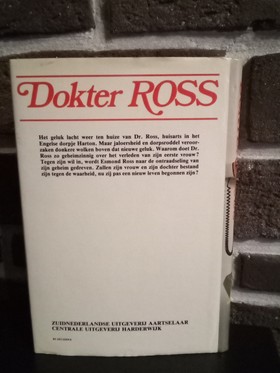 Dokter ROSS
Het geluk lacht weer ten huize van Dr. Ross, huisarts in het
Engelse dorpje Harton. Maar jaloersheid en dorpsroddel veroor-
zaken donkere wolken boven dat nieuwe geluk. Waarom doet Dr.
Ross zo geheimzinnig over het verleden van zijn eerste vrouw?
Tegen zijn wil in, wordt Esmond Ross naar de ontraadseling van
zijn geheim gedreven. Zullen zijn vrouw en zijn dochter bestand
zijn tegen de waarheid, nu zij pas een nieuw leven begonnen zijn?
ZUIDNEDERLANDSE UITGEVERIJ AARTSELAAR
CENTRALE UITGEVERIJ HARDERWIJK